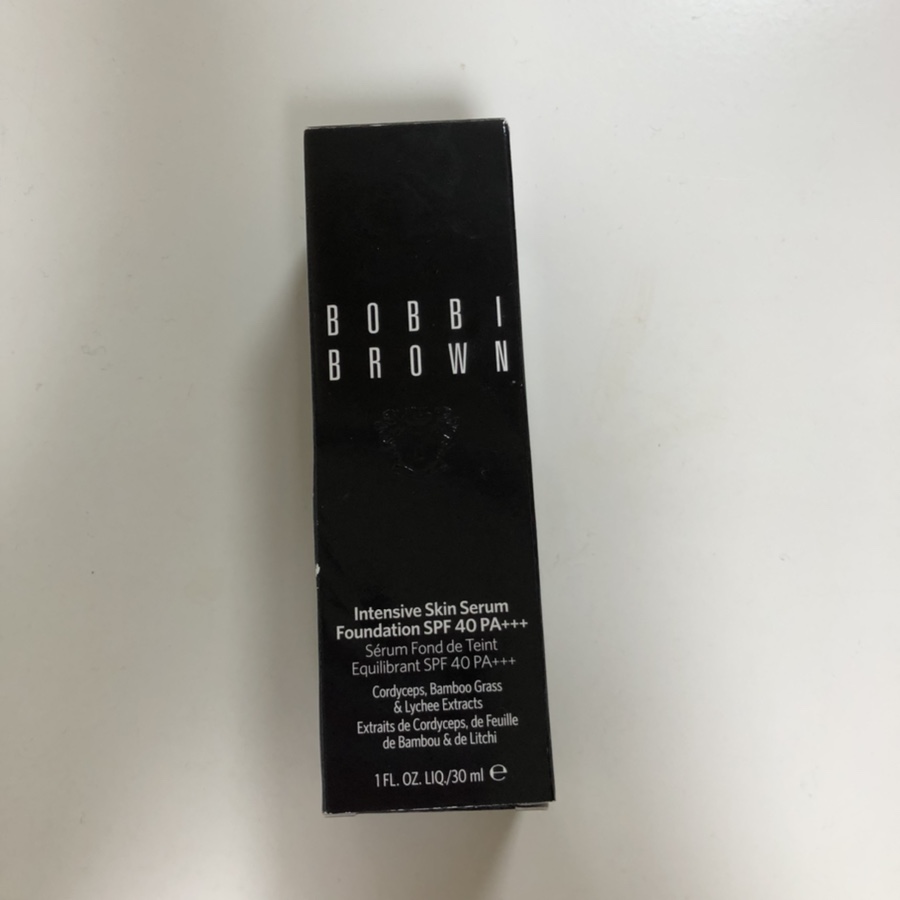 BOBBI
BROWN
Intensive Skin Serum
Foundation SPF 40 PA+++
Sérum Fond de Teint
Equilibrant SPF 40 PA+++
Cordyceps, Bamboo Grass
& Lychee Extracts
Extraits de Cordyceps, de Feuille
de Bambou & de Litchi
1 FL. OZ. LIQ./30 ml ℮